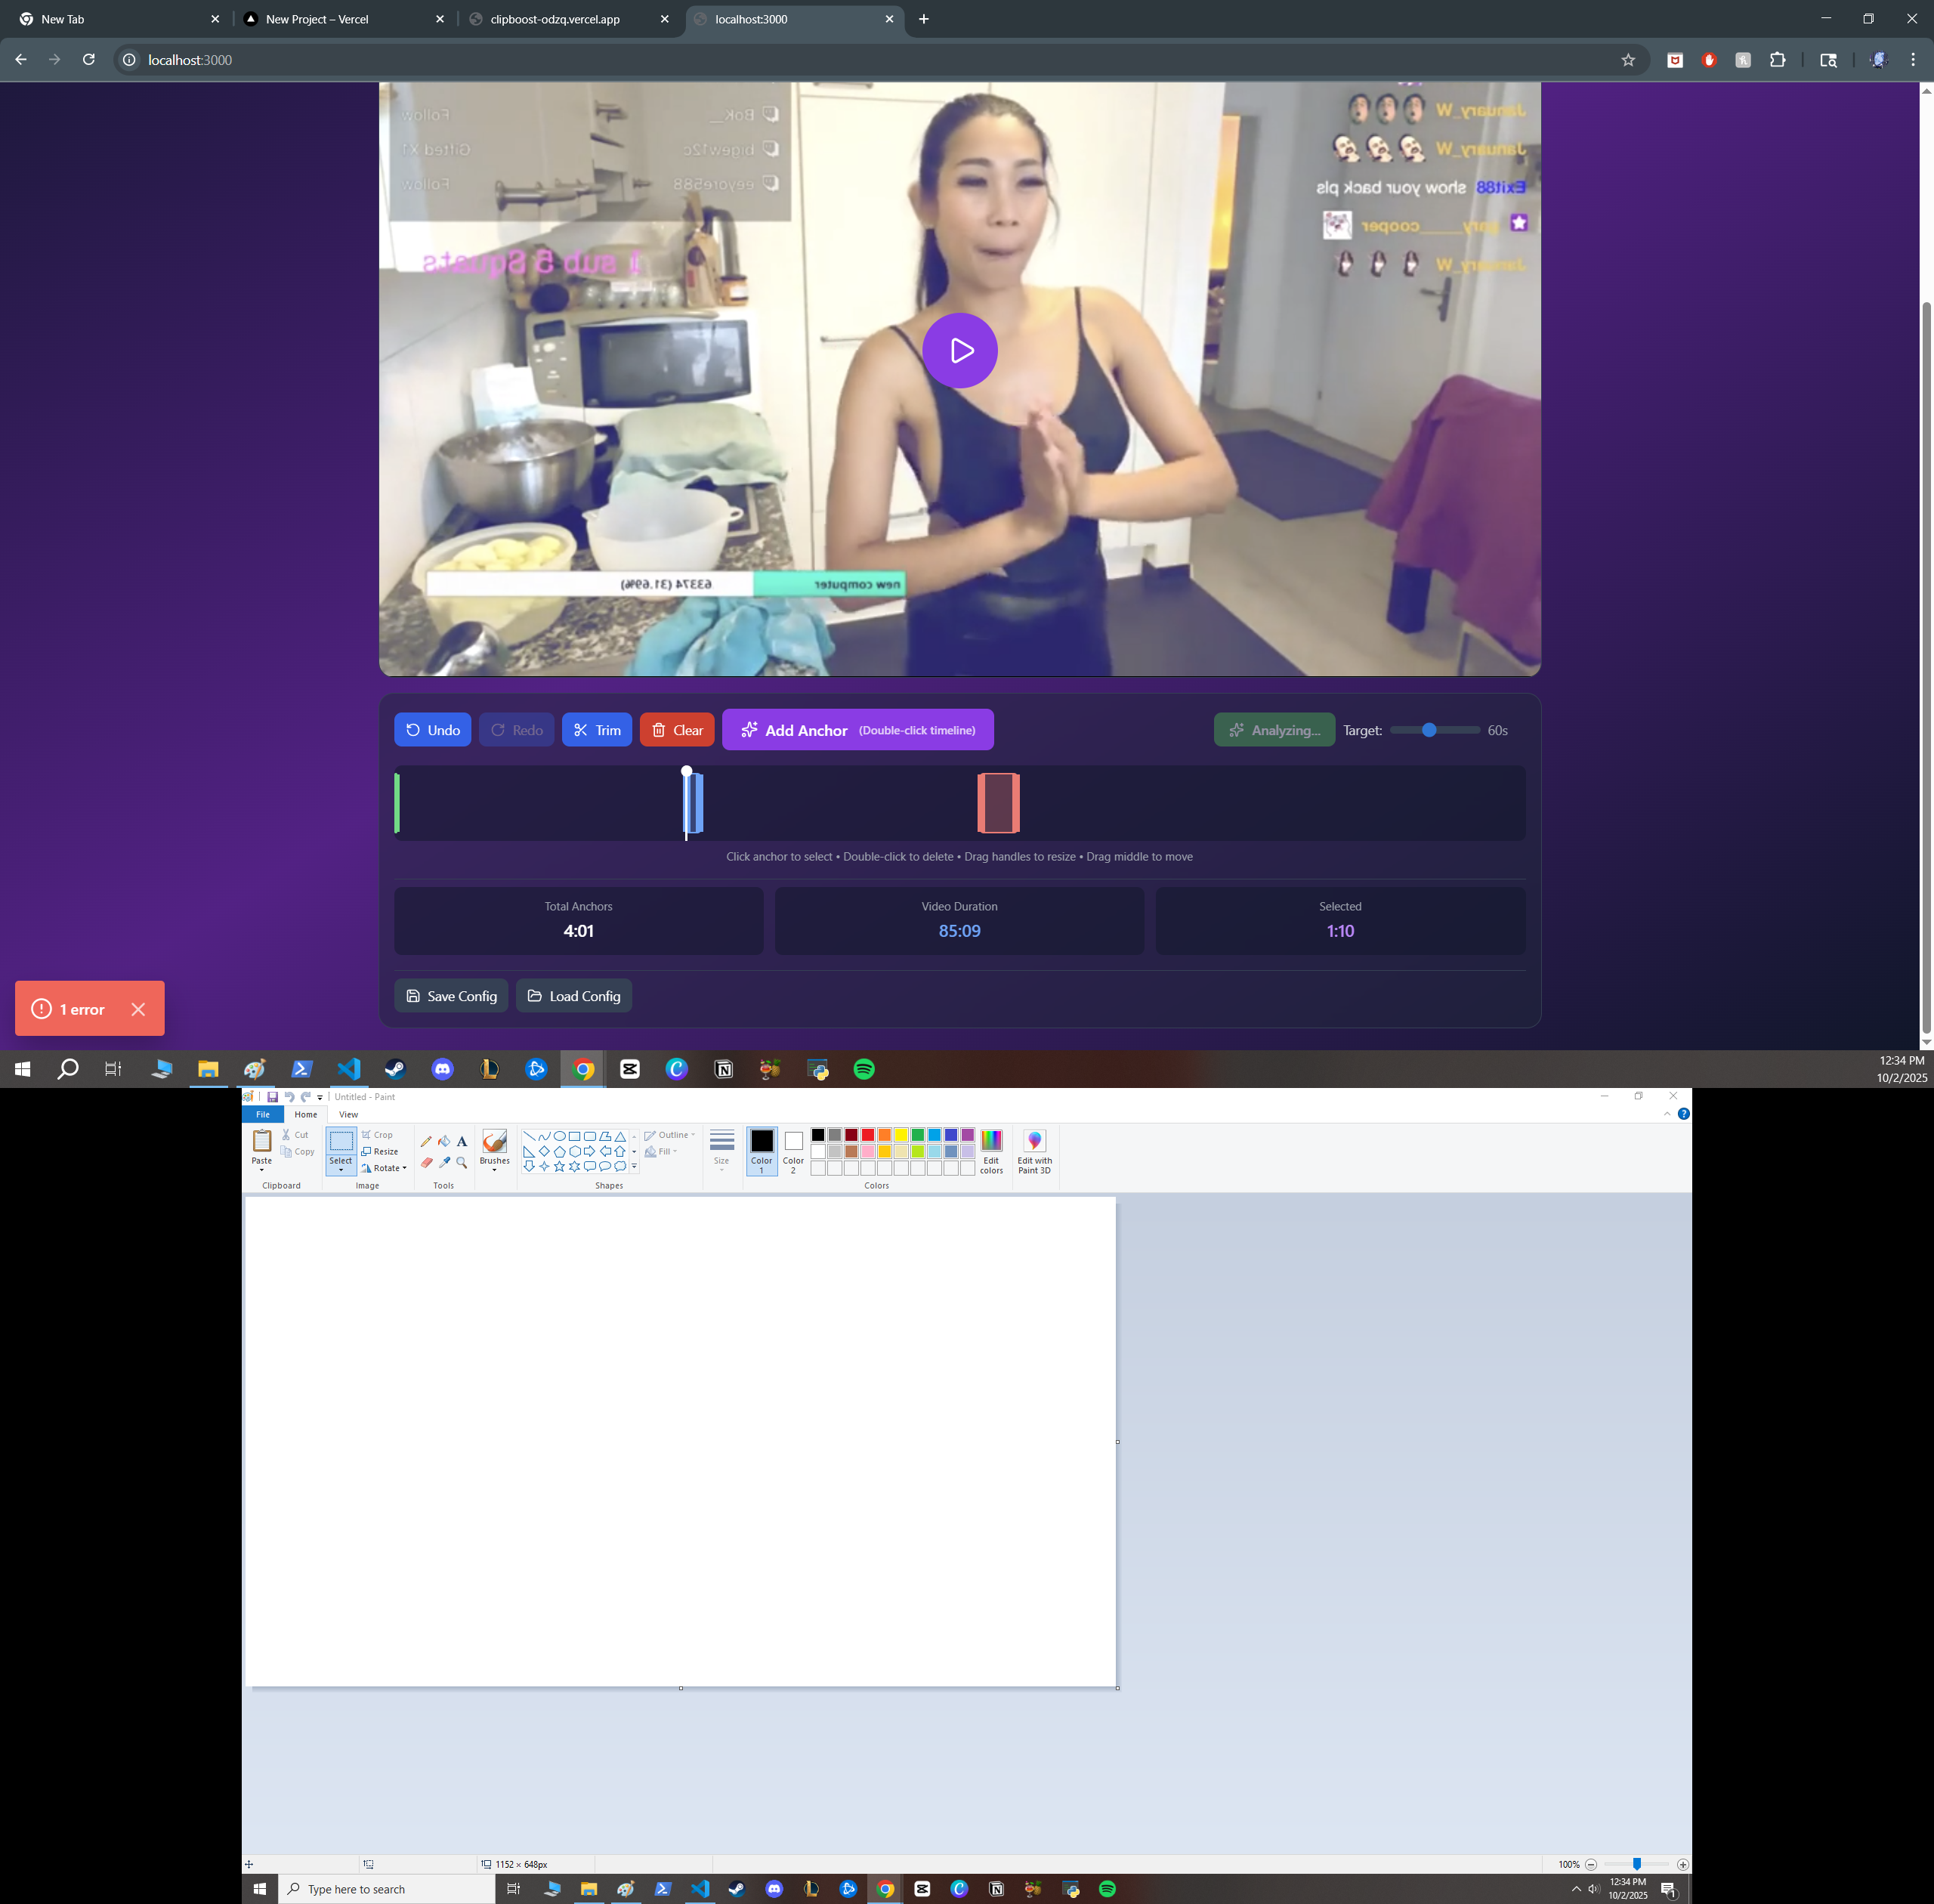 New Tab
New Project – Vercel
clipboost-odzq.vercel.app
localhost:3000
localhost:3000
BoK__ Follow
bigew12c Gifted X1
eeyore588 Follow
1 sub 5 Squats
January_W
January_W
Exit88 show your back pls
January_W
new computer 63374 (31.69%)
Undo
Redo
Trim
Clear
Add Anchor (Double-click timeline)
Analyzing...
Target:
60s
Click anchor to select • Double-click to delete • Drag handles to resize • Drag middle to move
Total Anchors
4:01
Video Duration
85:09
Selected
1:10
1 error
Save Config
Load Config
12:34 PM
10/2/2025
Untitled - Paint
File
Home
View
Paste
Cut
Copy
Clipboard
Select
Crop
Resize
Rotate
Image
Tools
Brushes
Shapes
Outline
Fill
Size
Color 1
Color 2
Colors
Edit colors
Edit with Paint 3D
1152 × 648px
100%
Type here to search
12:34 PM
10/2/2025